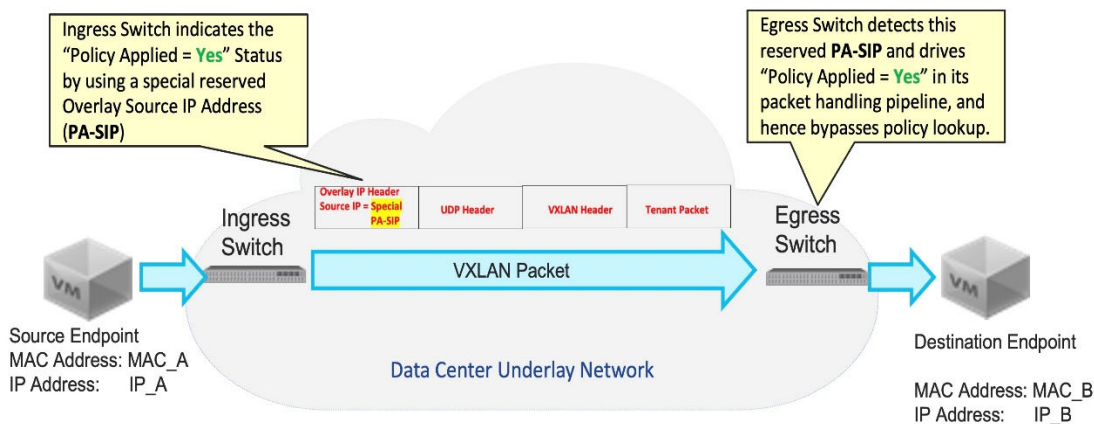 Ingress Switch indicates the
“Policy Applied = Yes” Status
by using a special reserved
Overlay Source IP Address
(PA-SIP)
Egress Switch detects this
reserved PA-SIP and drives
“Policy Applied = Yes” in its
packet handling pipeline, and
hence bypasses policy lookup.
Overlay IP Header
Source IP = Special
PA-SIP
UDP Header
VXLAN Header
Tenant Packet
Ingress
Switch
Egress
Switch
VXLAN Packet
VM
VM
Source Endpoint
MAC Address: MAC_A
IP Address: IP_A
Data Center Underlay Network
Destination Endpoint
MAC Address: MAC_B
IP Address: IP_B